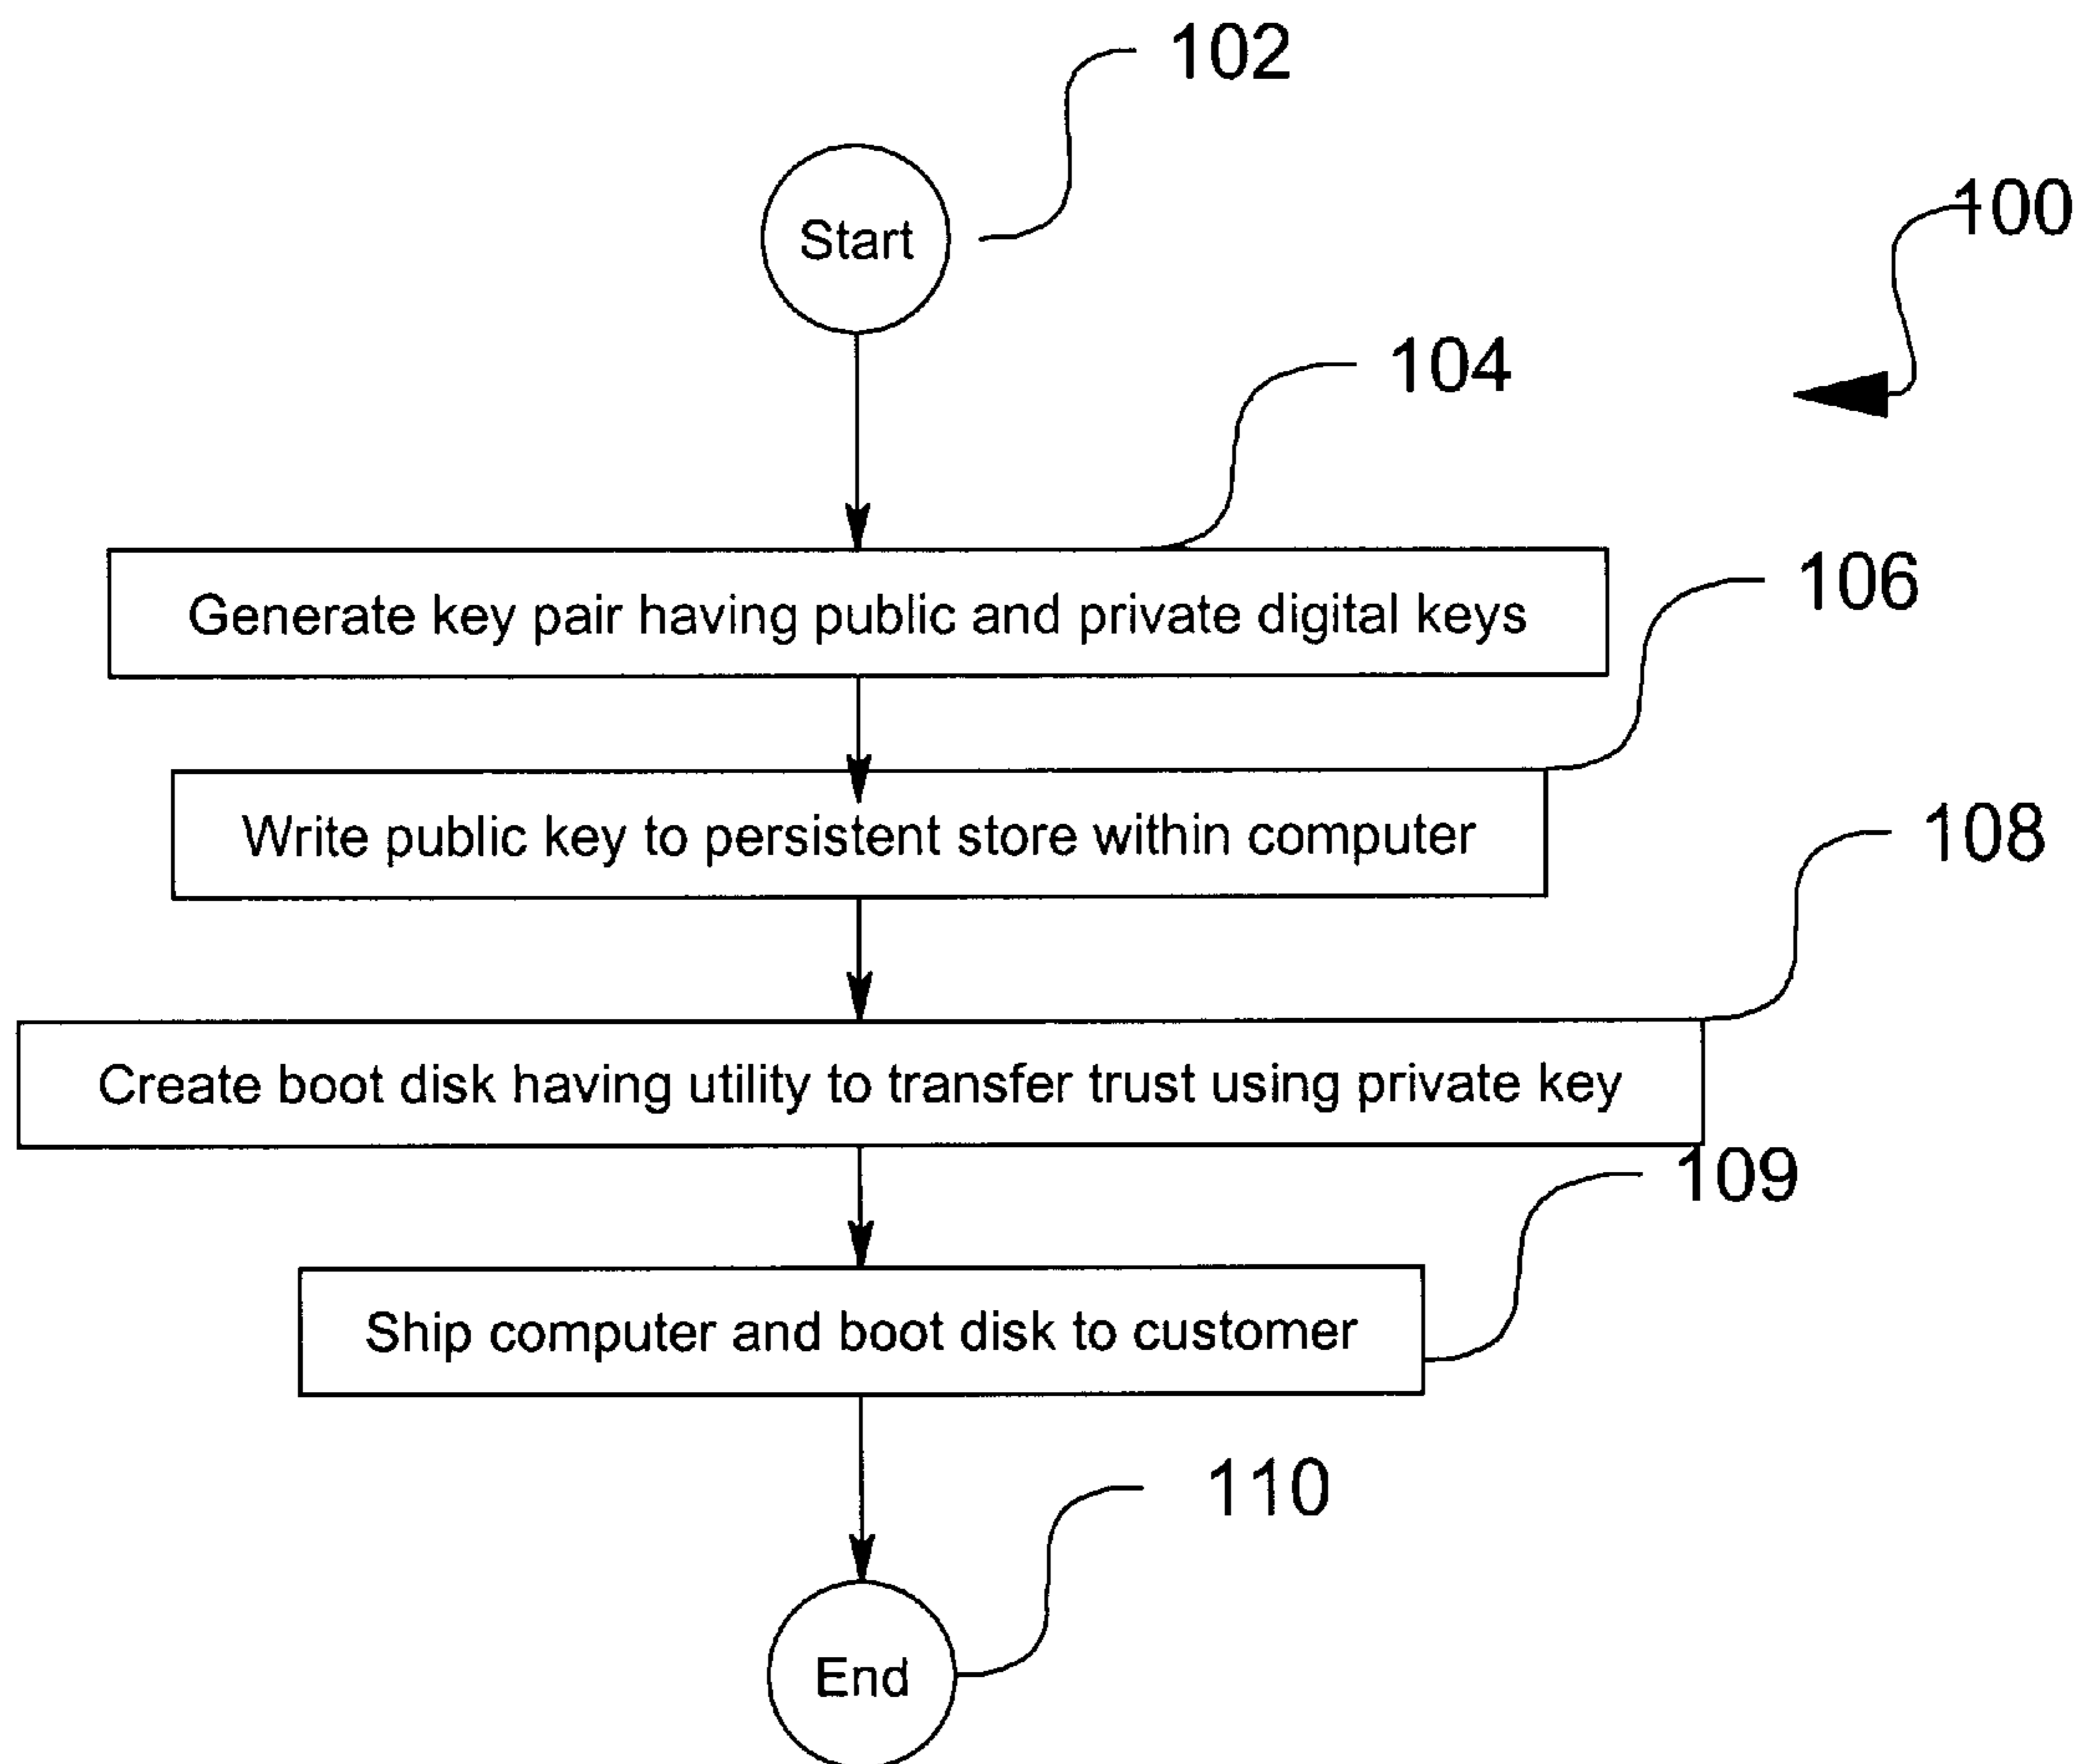 102
100
Start
104
Generate key pair having public and private digital keys
106
Write public key to persistent store within computer
108
Create boot disk having utility to transfer trust using private key
109
Ship computer and boot disk to customer
110
End